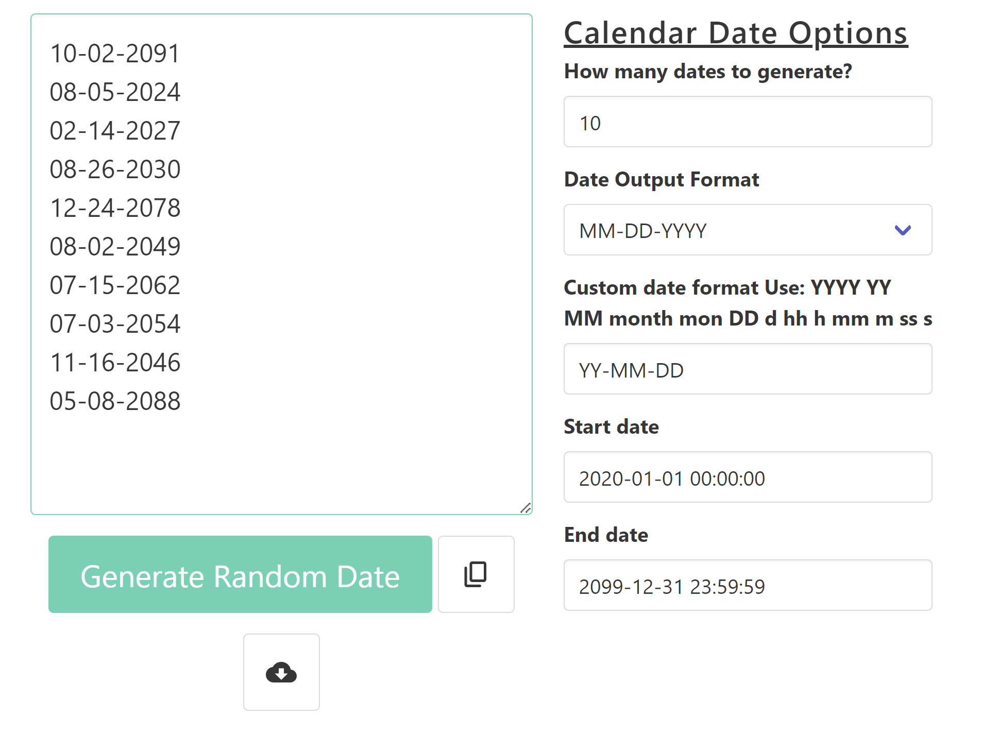 10-02-2091
08-05-2024
02-14-2027
08-26-2030
12-24-2078
08-02-2049
07-15-2062
07-03-2054
11-16-2046
05-08-2088
Generate Random Date
Calendar Date Options
How many dates to generate?
10
Date Output Format
MM-DD-YYYY
Custom date format Use: YYYY YY
MM month mon DD d hh h mm m ss s
YY-MM-DD
Start date
2020-01-01 00:00:00
End date
2099-12-31 23:59:59